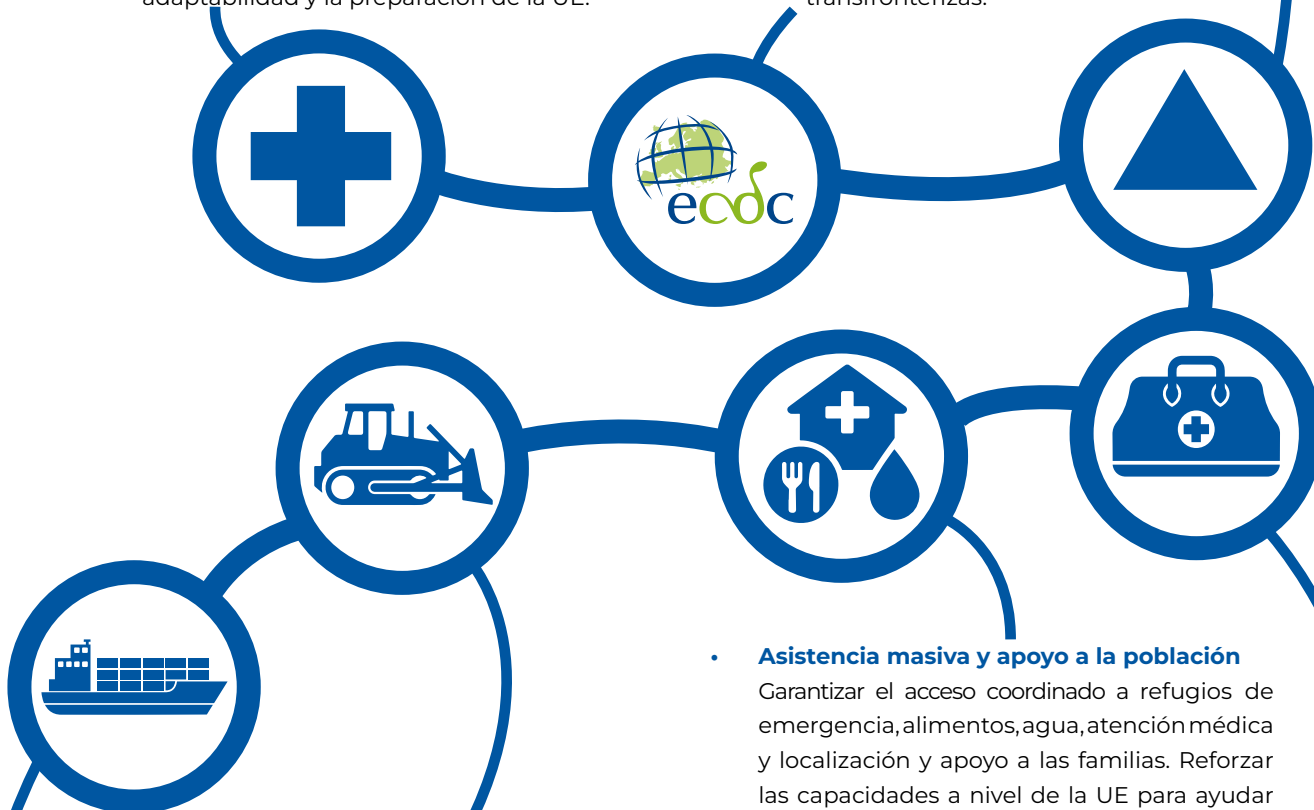 adaptabilidad y la preparación de la UE.
transfronterizas.
ecdc
• Asistencia masiva y apoyo a la población
Garantizar el acceso coordinado a refugios de
emergencia, alimentos, agua, atención médica
y localización y apoyo a las familias. Reforzar
las capacidades a nivel de la UE para ayudar